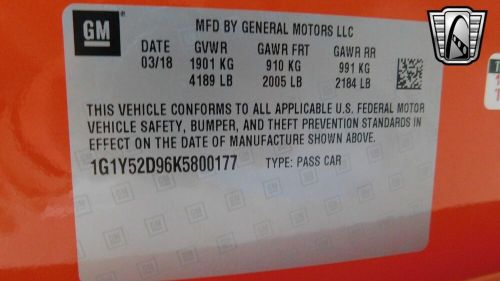 GM
MFD BY GENERAL MOTORS LLC
DATE GVWR GAWR FRT GAWR RR
03/18 1901 KG 910 KG 991 KG
4189 LB 2005 LB 2184 LB
THIS VEHICLE CONFORMS TO ALL APPLICABLE U.S. FEDERAL MOTOR
VEHICLE SAFETY, BUMPER, AND THEFT PREVENTION STANDARDS IN
EFFECT ON THE DATE OF MANUFACTURE SHOWN ABOVE.
1G1Y52D96K5800177 TYPE: PASS CAR